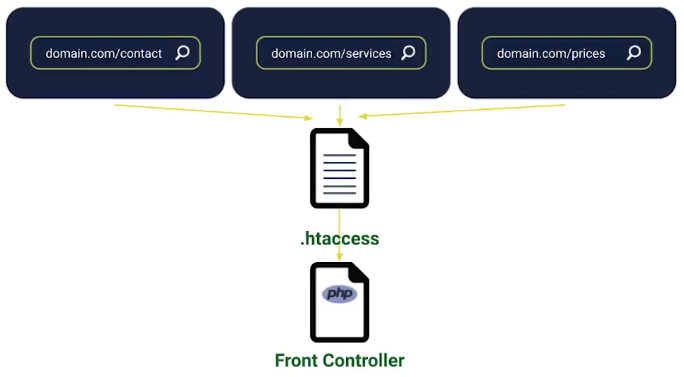 domain.com/contact
domain.com/services
domain.com/prices
.htaccess
php
Front Controller